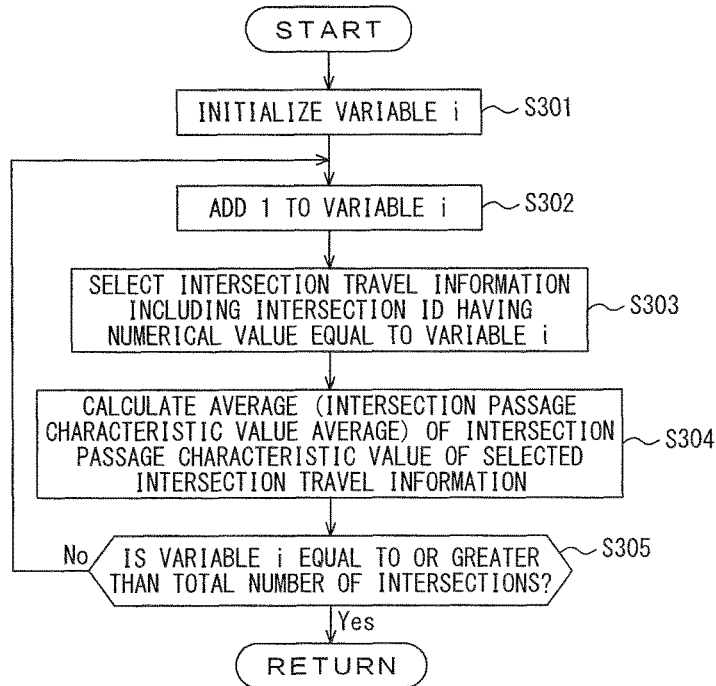 START
INITIALIZE VARIABLE i
S301
ADD 1 TO VARIABLE i
S302
SELECT INTERSECTION TRAVEL INFORMATION
INCLUDING INTERSECTION ID HAVING
NUMERICAL VALUE EQUAL TO VARIABLE i
S303
CALCULATE AVERAGE (INTERSECTION PASSAGE
CHARACTERISTIC VALUE AVERAGE) OF INTERSECTION
PASSAGE CHARACTERISTIC VALUE OF SELECTED
INTERSECTION TRAVEL INFORMATION
S304
No
IS VARIABLE i EQUAL TO OR GREATER
THAN TOTAL NUMBER OF INTERSECTIONS?
S305
Yes
RETURN